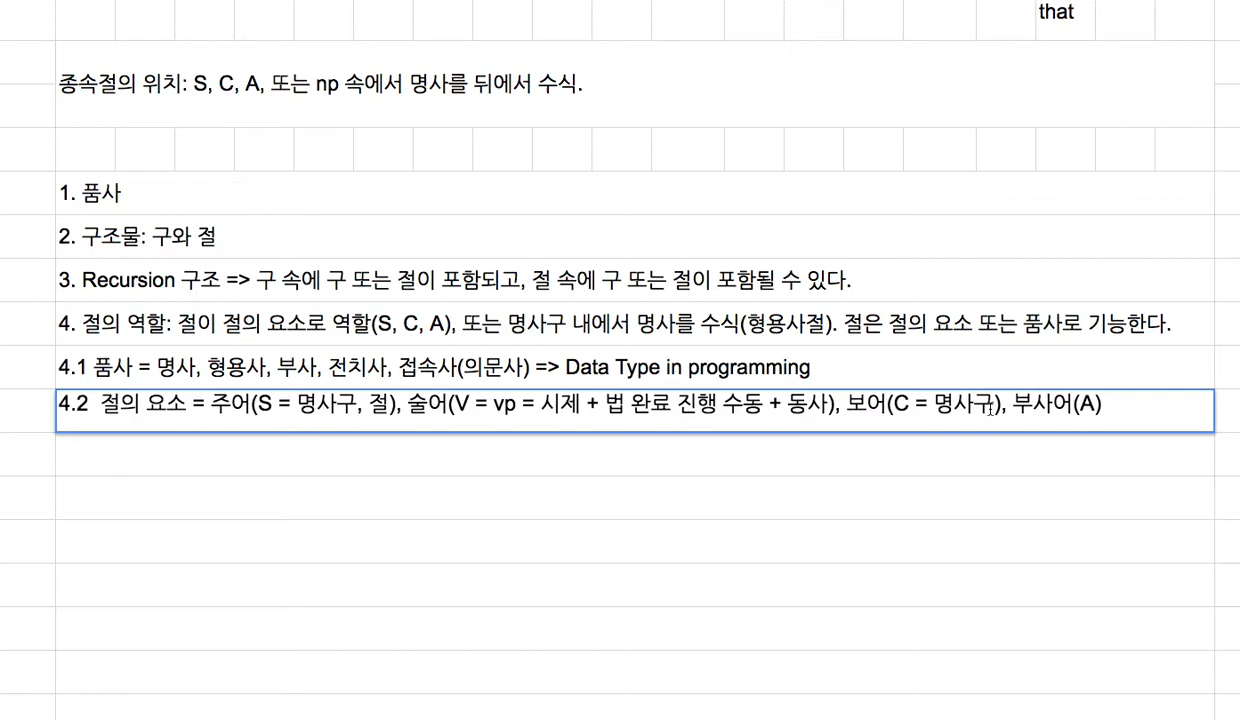 that
종속절의 위치: S, C, A, 또는 np 속에서 명사를 뒤에서 수식.
1. 품사
2. 구조물: 구와 절
3. Recursion 구조 => 구 속에 구 또는 절이 포함되고, 절 속에 구 또는 절이 포함될 수 있다.
4. 절의 역할: 절이 절의 요소로 역할(S, C, A), 또는 명사구 내에서 명사를 수식(형용사절). 절은 절의 요소 또는 품사로 기능한다.
4.1 품사 = 명사, 형용사, 부사, 전치사, 접속사(의문사) => Data Type in programming
4.2 절의 요소 = 주어(S = 명사구, 절), 술어(V = vp = 시제 + 법 완료 진행 수동 + 동사), 보어(C = 명사구), 부사어(A)